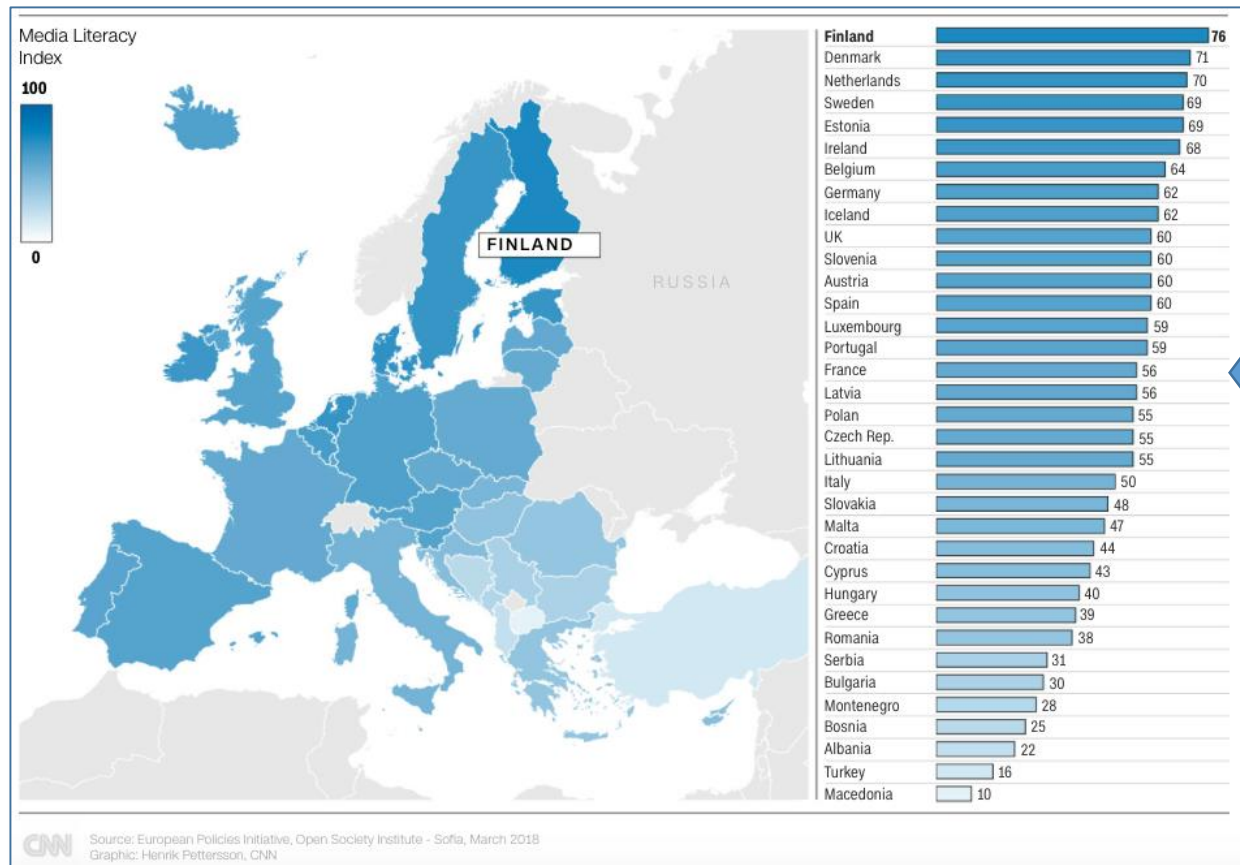 Media Literacy
Index
100
0
FINLAND
RUSSIA
Finland 76
Denmark 71
Netherlands 70
Sweden 69
Estonia 69
Ireland 68
Belgium 64
Germany 62
Iceland 62
UK 60
Slovenia 60
Austria 60
Spain 60
Luxembourg 59
Portugal 59
France 56
Latvia 56
Polan 55
Czech Rep. 55
Lithuania 55
Italy 50
Slovakia 48
Malta 47
Croatia 44
Cyprus 43
Hungary 40
Greece 39
Romania 38
Serbia 31
Bulgaria 30
Montenegro 28
Bosnia 25
Albania 22
Turkey 16
Macedonia 10
CNN
Source: European Policies Initiative, Open Society Institute - Sofia, March 2018
Graphic: Henrik Pettersson, CNN